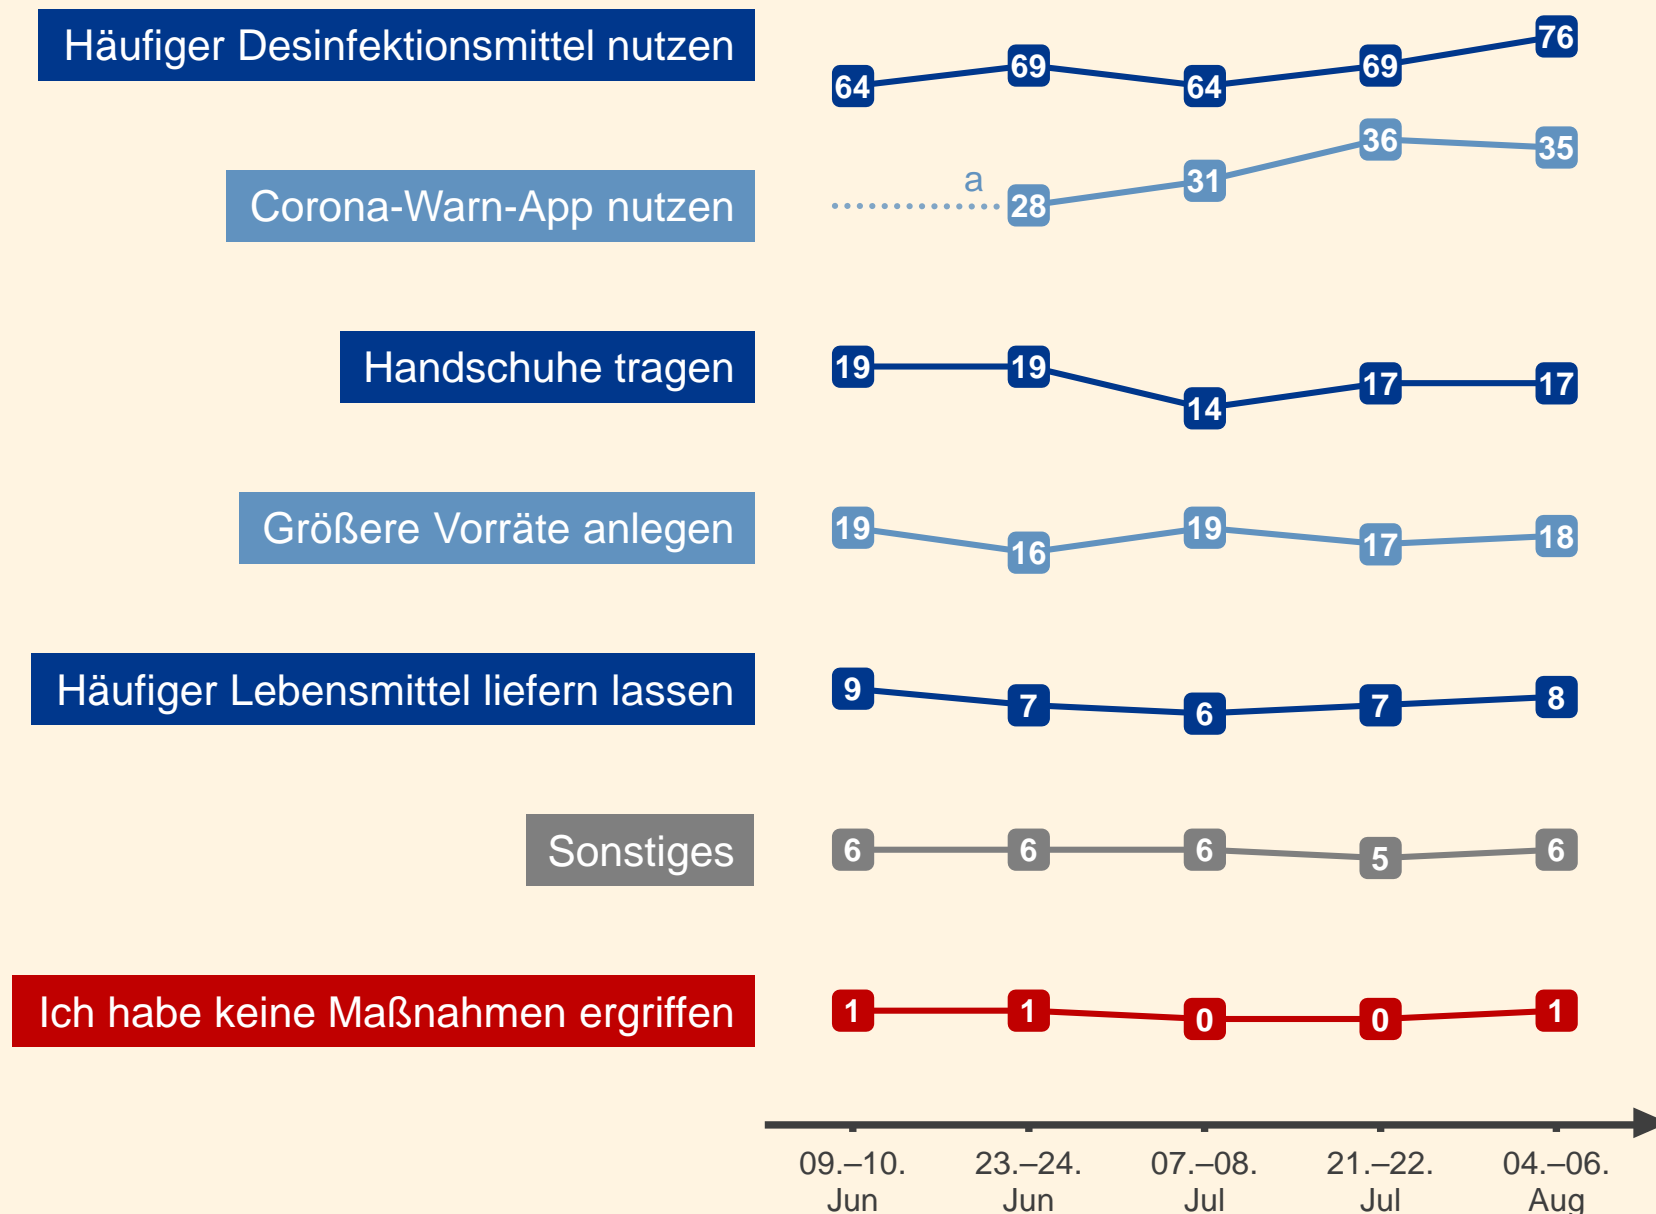 Häufiger Desinfektionsmittel nutzen
64 69 64 69 76
Corona-Warn-App nutzen
a
28 31 36 35
Handschuhe tragen
19 19 14 17 17
Größere Vorräte anlegen
19 16 19 17 18
Häufiger Lebensmittel liefern lassen
9 7 6 7 8
Sonstiges
6 6 6 5 6
Ich habe keine Maßnahmen ergriffen
1 1 0 0 1
09.–10. 23.–24. 07.–08. 21.–22. 04.–06.
Jun Jun Jul Jul Aug